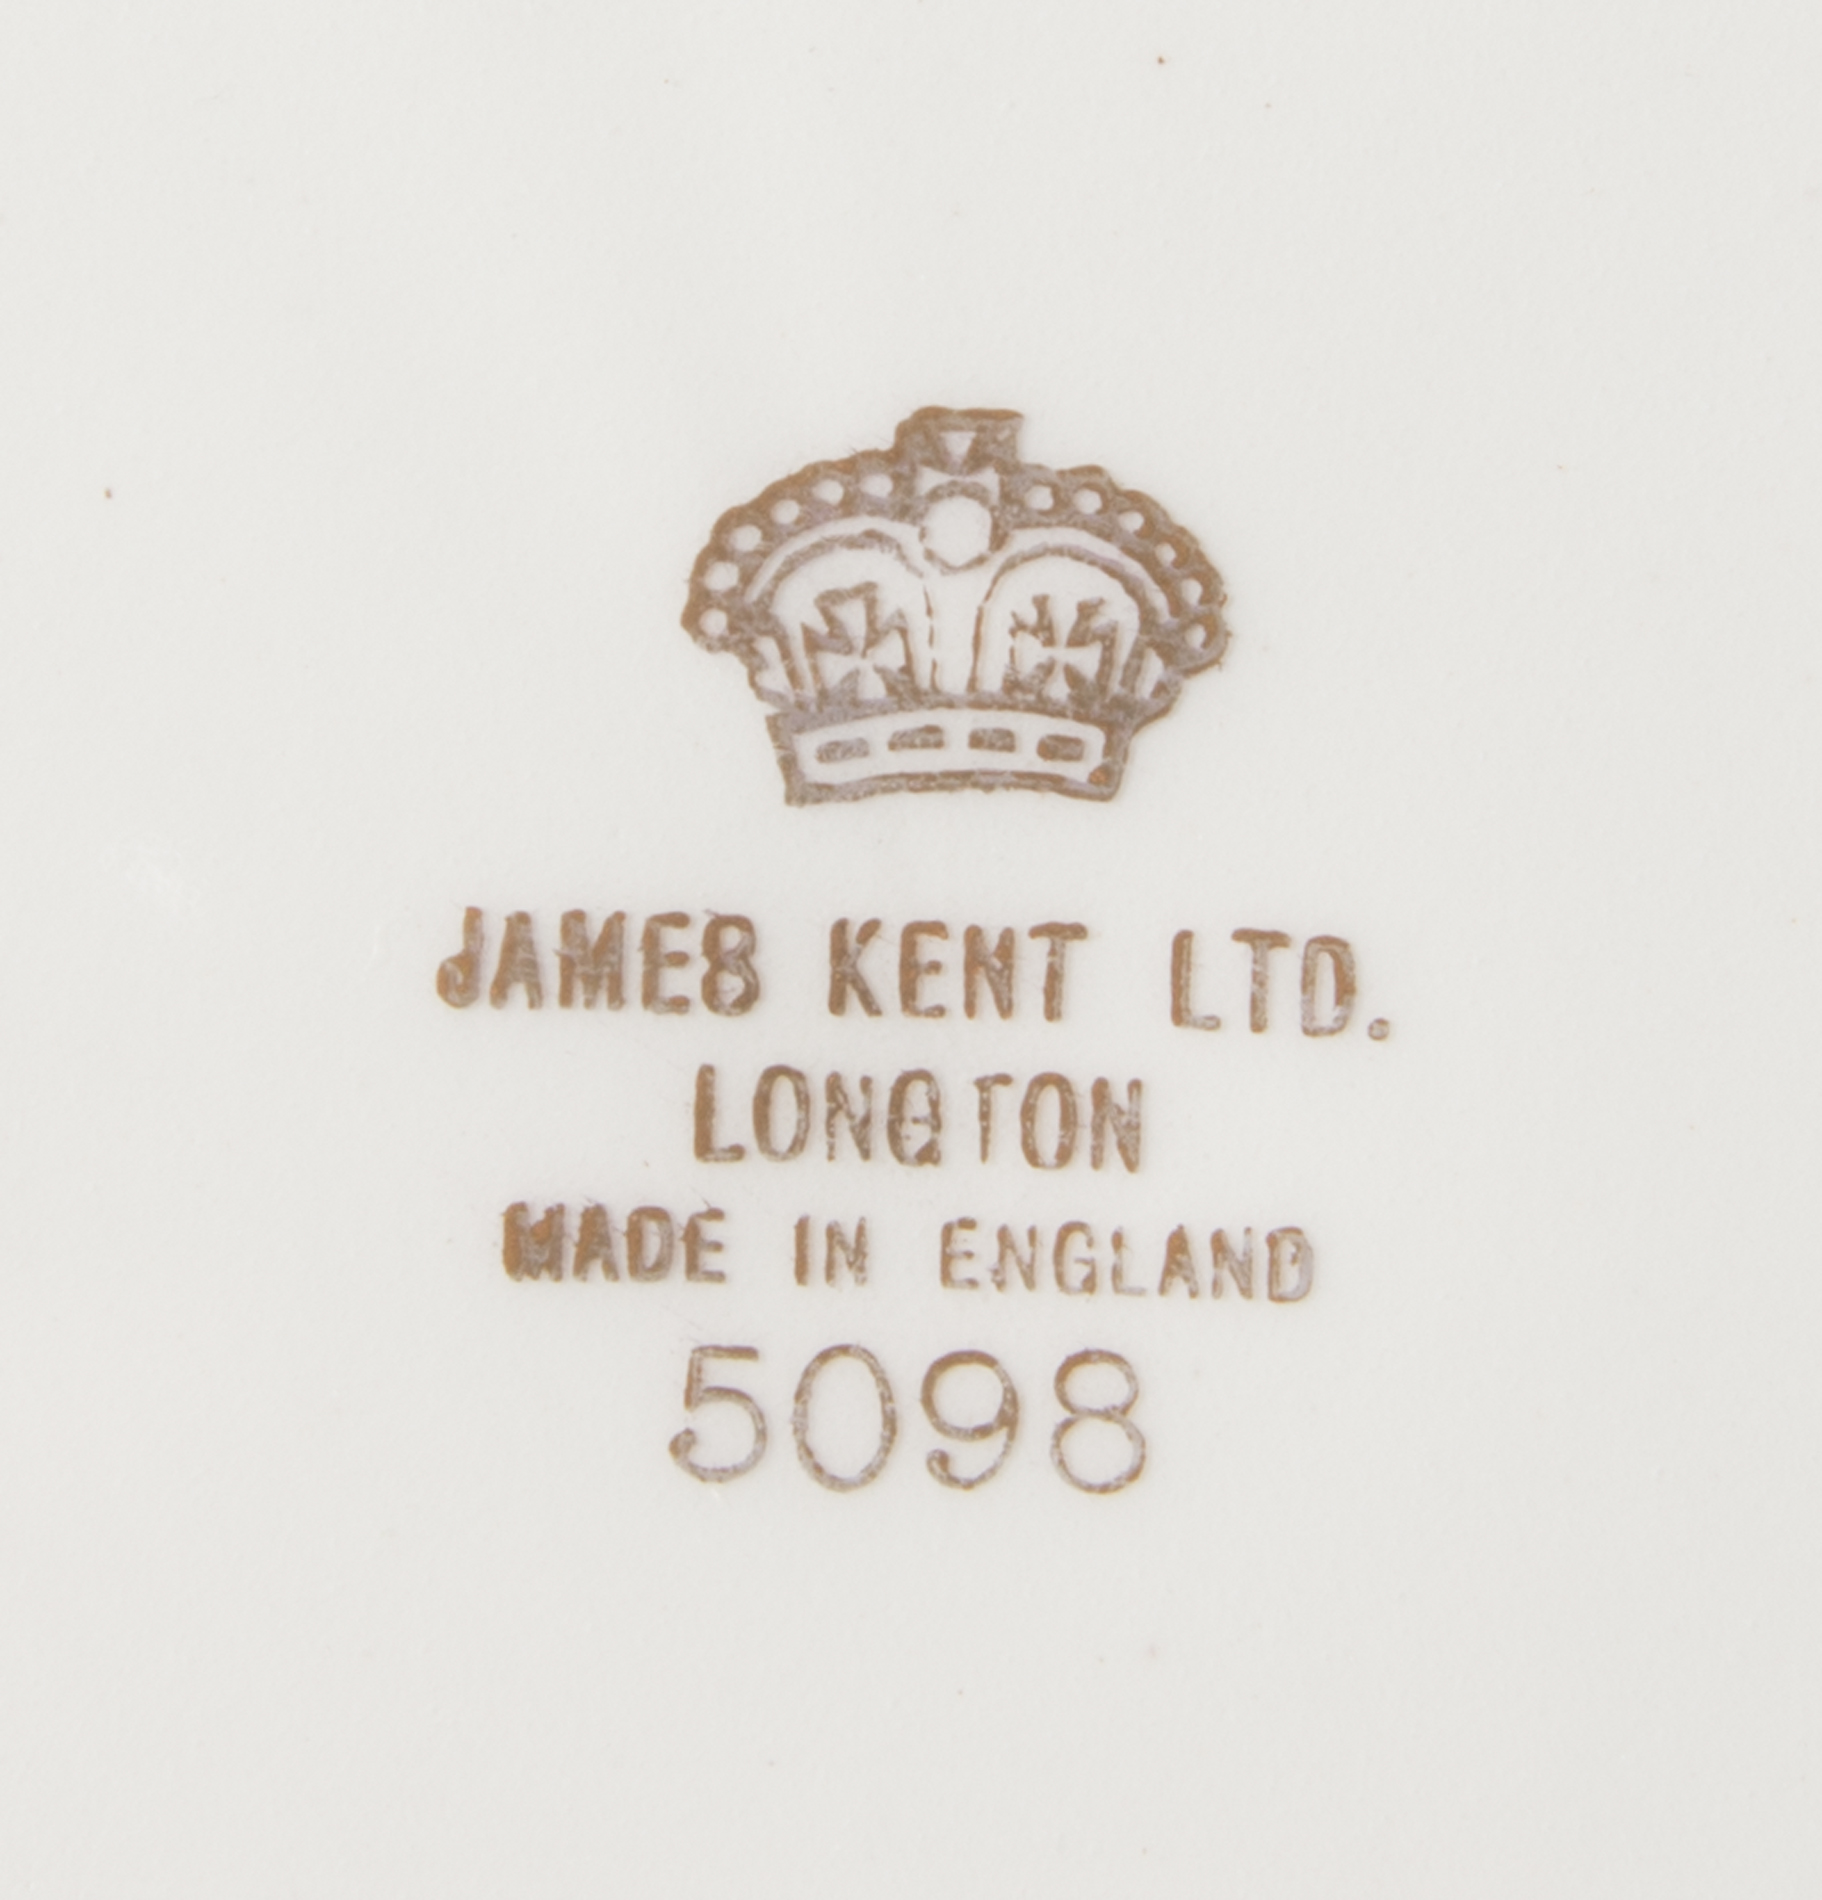 JAMES KENT LTD.
LONGTON
MADE IN ENGLAND
5098